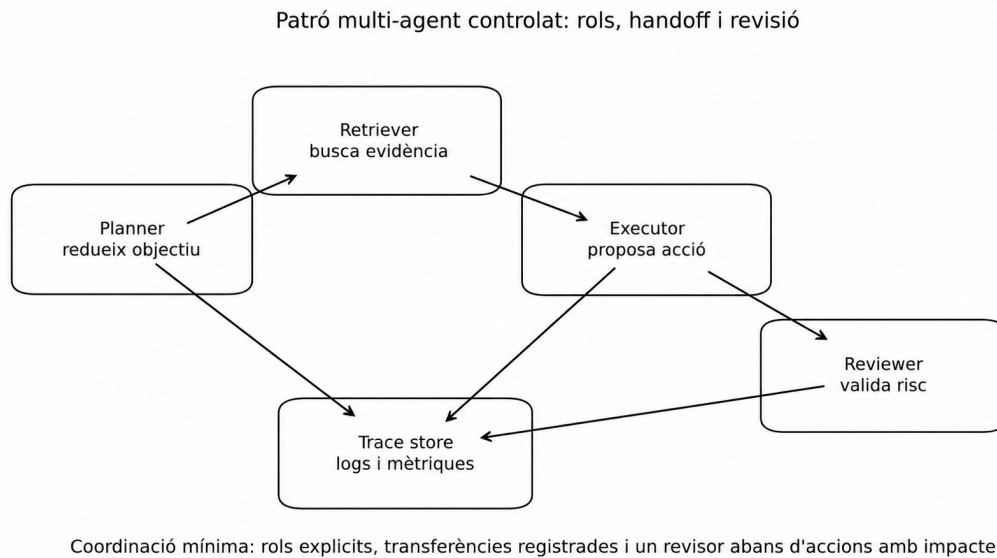 Patró multi-agent controlat: rols, handoff i revisió
Retriever
busca evidència
Planner
redueix objectiu
Executor
proposa acció
Reviewer
valida risc
Trace store
logs i mètriques
Coordinació mínima: rols explicits, transferències registrades i un revisor abans d'accions amb impacte